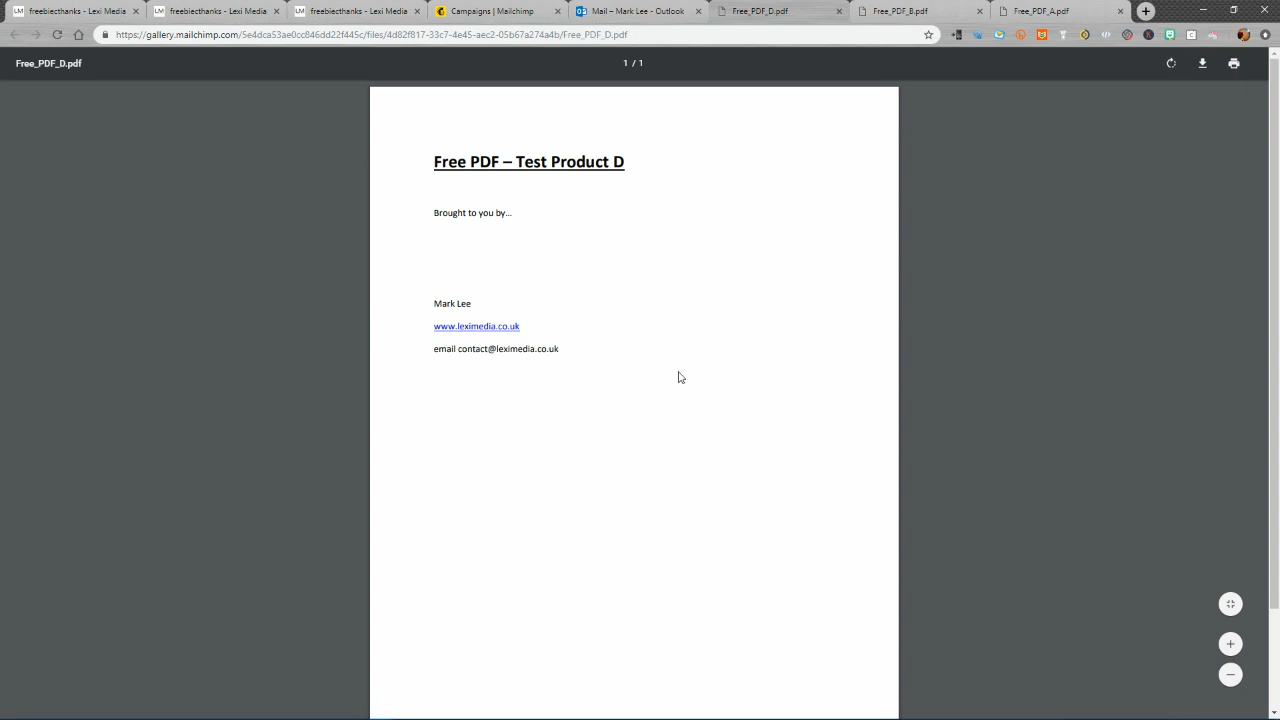 freebiecthanks - Lexi Media
freebiecthanks - Lexi Media
freebiecthanks - Lexi Media
Campaigns | Mailchimp
Mail – Mark Lee - Outlook
Free_PDF_D.pdf
Free_PDF_B.pdf
Free_PDF_A.pdf
https://gallery.mailchimp.com/5e4dca53ae0cc846dd22f445c/files/4d82f817-33c7-4e45-aec2-05b67a274a4b/Free_PDF_D.pdf
Free_PDF_D.pdf
1 / 1
Free PDF – Test Product D
Brought to you by...
Mark Lee
www.leximedia.co.uk
email contact@leximedia.co.uk